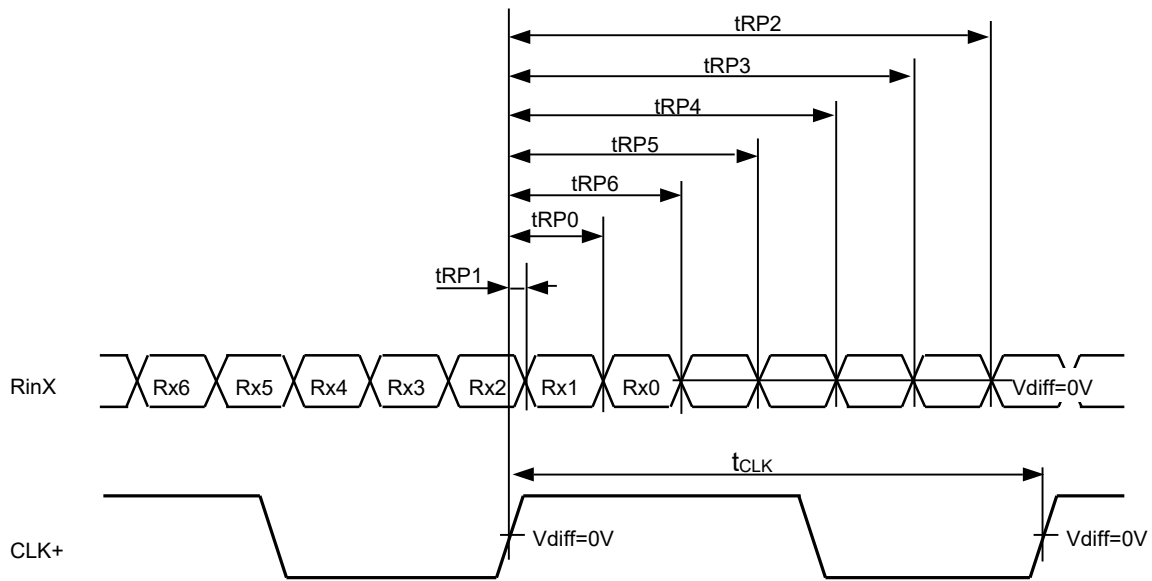 tRP2
tRP3
tRP4
tRP5
tRP6
tRP0
tRP1
RinX
Rx6 Rx5 Rx4 Rx3 Rx2 Rx1 Rx0 Vdiff=0V
tCLK
CLK+ Vdiff=0V Vdiff=0V